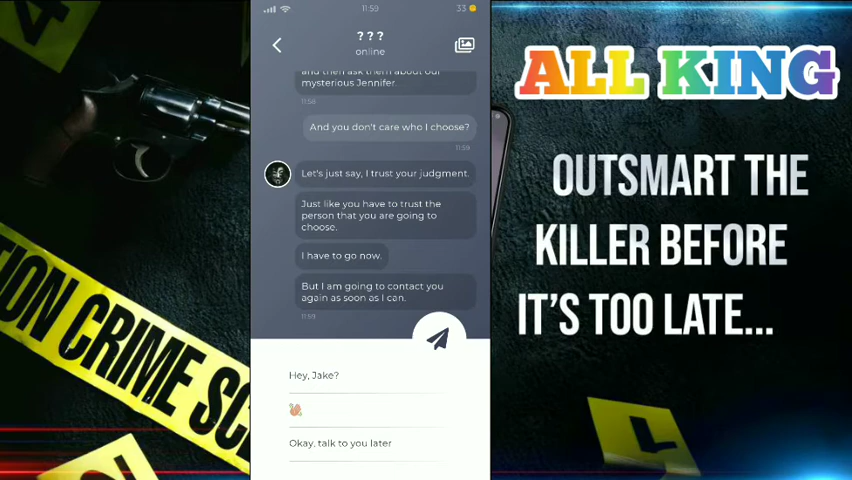 11:59
33
? ? ?
online
and then ask them about our
mysterious Jennifer.
11:58
And you don't care who I choose?
11:59
Let's just say, I trust your judgment.
Just like you have to trust the
person that you are going to
choose.
I have to go now.
But I am going to contact you
again as soon as I can.
11:59
Hey, Jake?
👋
Okay, talk to you later
ALL KING
OUTSMART THE
KILLER BEFORE
IT'S TOO LATE...
TION CRIME SC